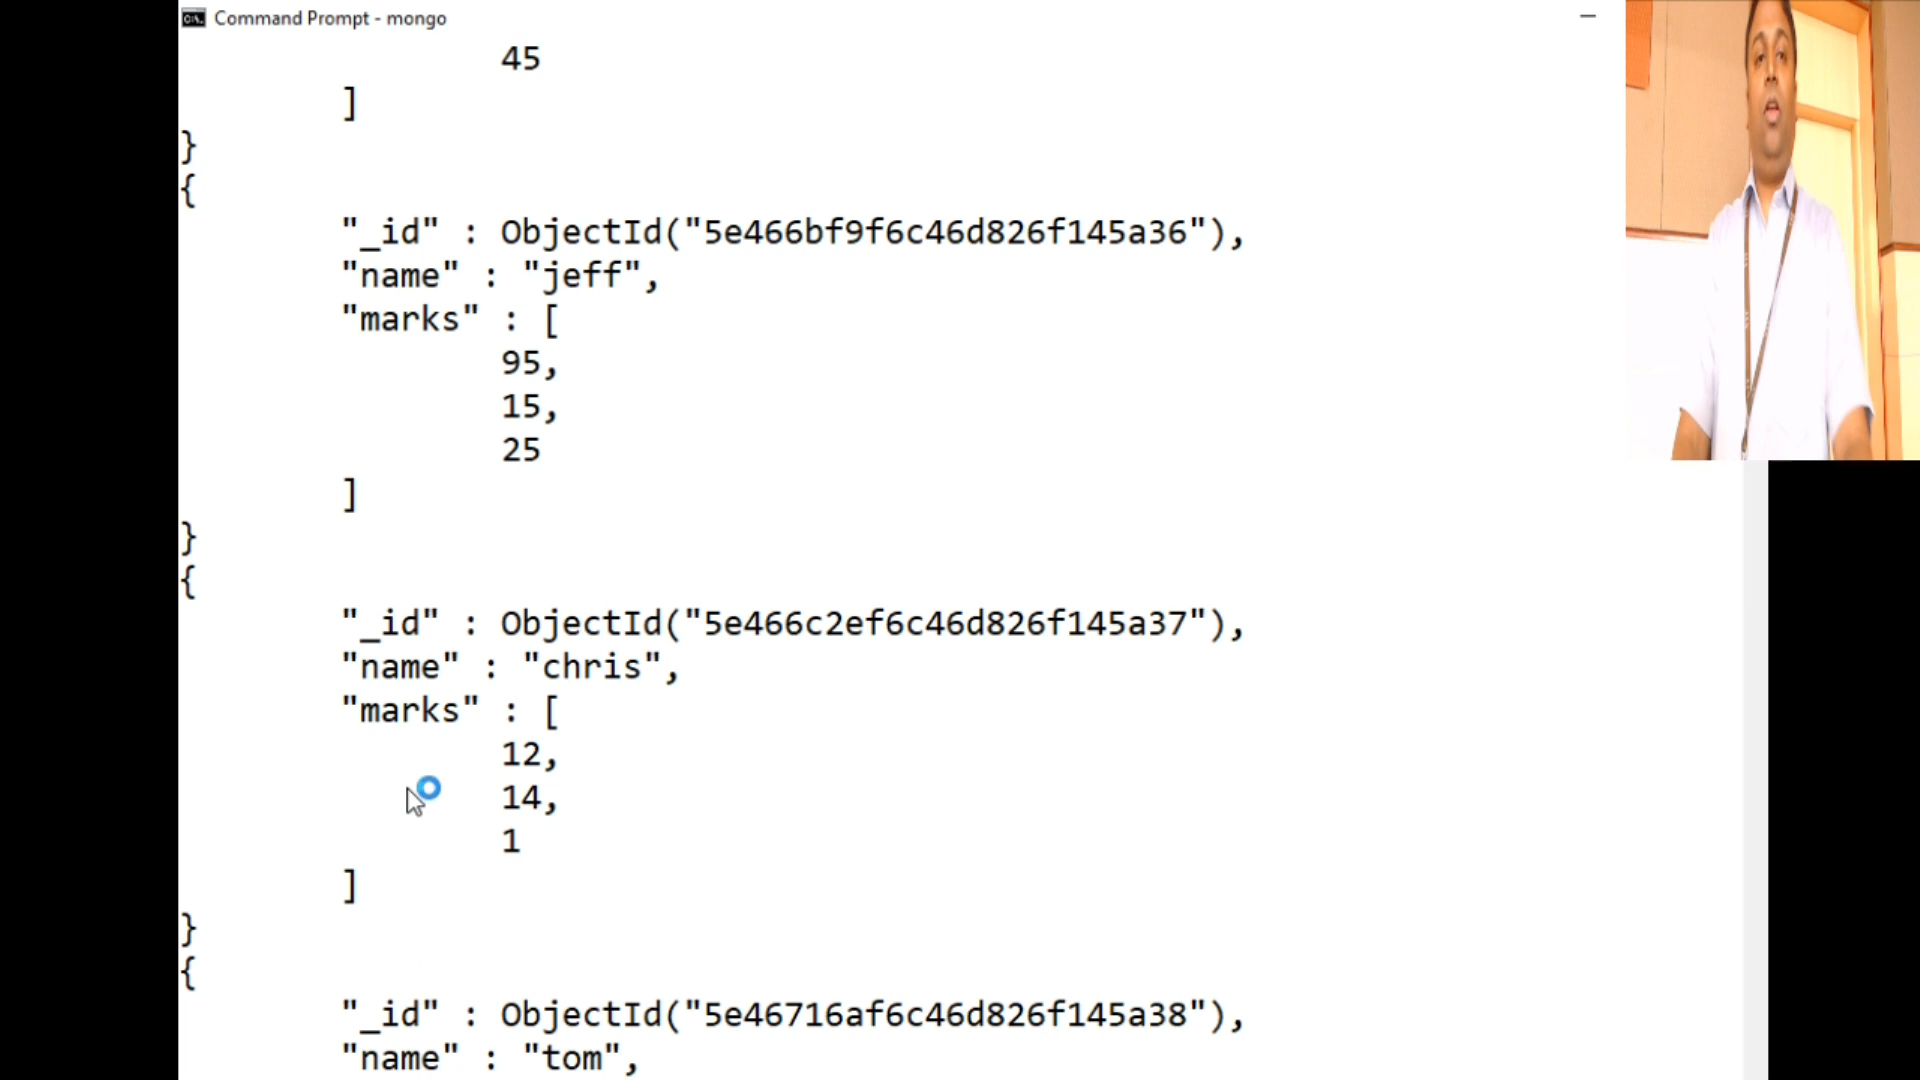 Command Prompt - mongo
45
]
}
{
"_id" : ObjectId("5e466bf9f6c46d826f145a36"),
"name" : "jeff",
"marks" : [
95,
15,
25
]
}
{
"_id" : ObjectId("5e466c2ef6c46d826f145a37"),
"name" : "chris",
"marks" : [
12,
14,
1
]
}
{
"_id" : ObjectId("5e46716af6c46d826f145a38"),
"name" : "tom",